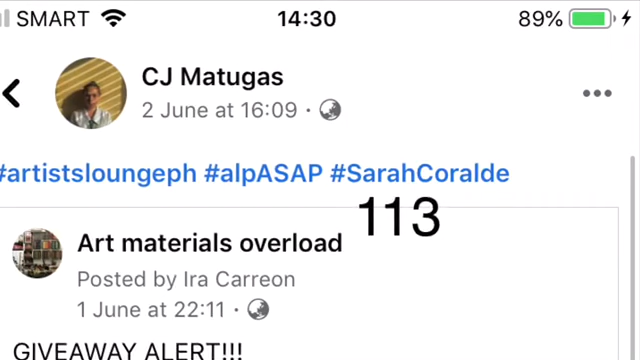 SMART 14:30 89%
CJ Matugas
2 June at 16:09 ·
#artistsloungeph #alpASAP #SarahCoralde
113
Art materials overload
Posted by Ira Carreon
1 June at 22:11 ·
GIVEAWAY ALERT!!!